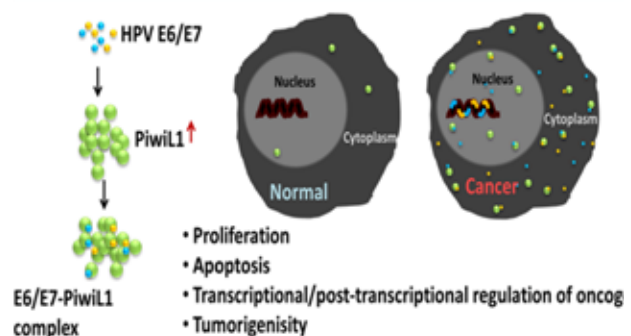 HPV E6/E7
PiwiL1
E6/E7-PiwiL1
complex
Nucleus
Cytoplasm
Normal
Nucleus
Cytoplasm
Cancer
• Proliferation
• Apoptosis
• Transcriptional/post-transcriptional regulation of oncog
• Tumorigenisity